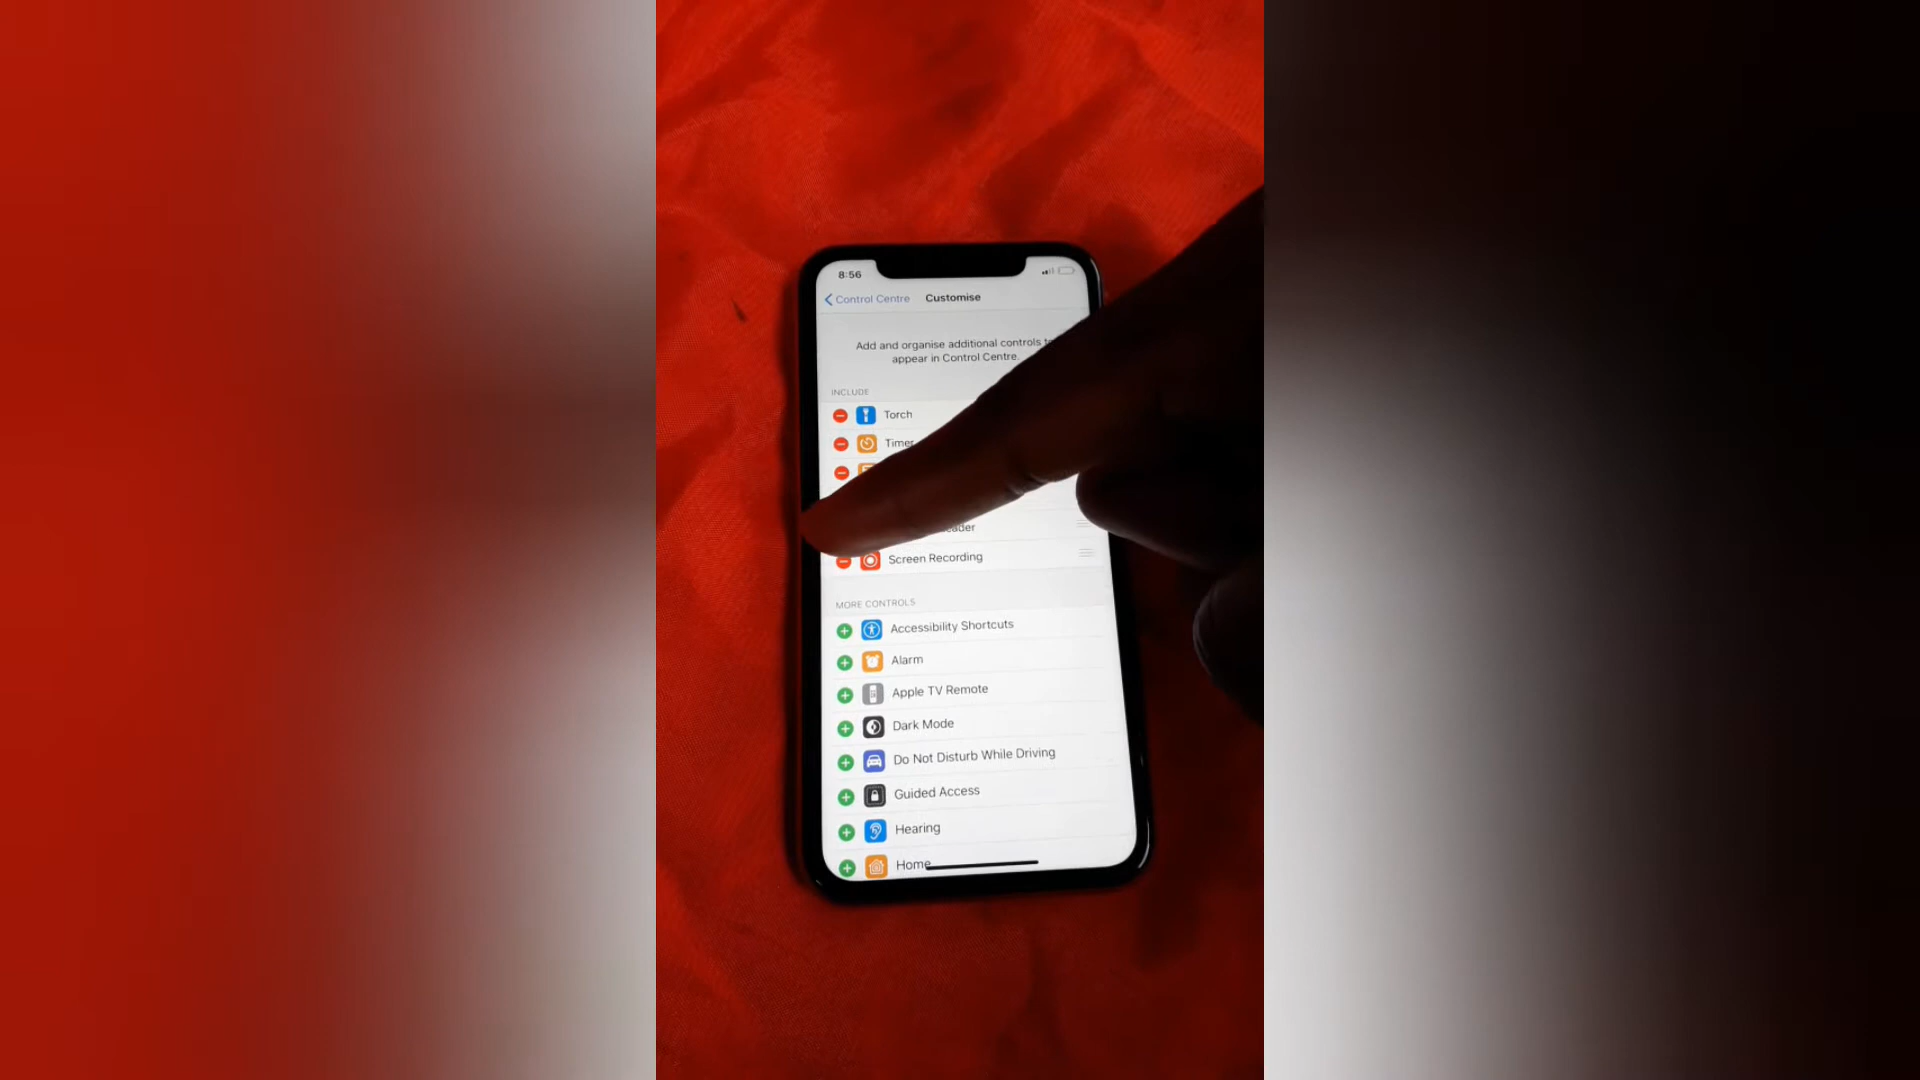 8:56
Control Centre
Customise
Add and organise additional controls
appear in Control Centre.
INCLUDE
Torch
Timer
Screen Recording
MORE CONTROLS
Accessibility Shortcuts
Alarm
Apple TV Remote
Dark Mode
Do Not Disturb While Driving
Guided Access
Hearing
Home